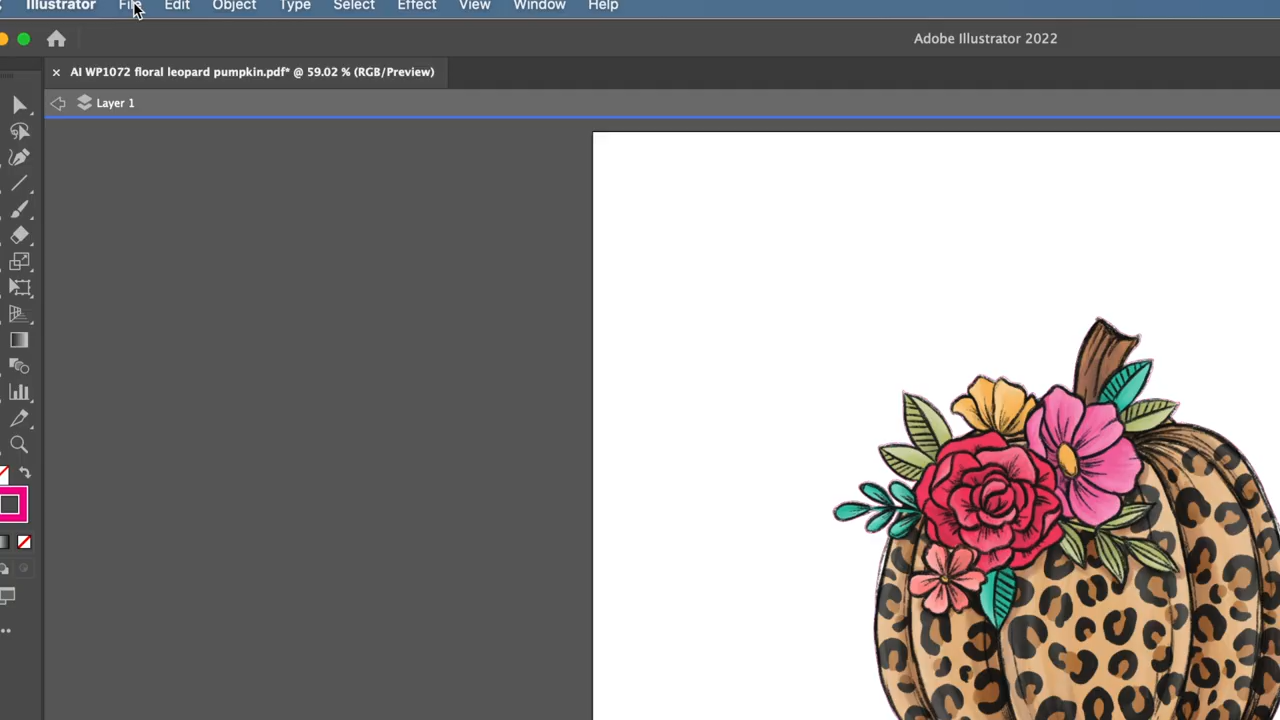 Illustrator File Edit Object Type Select Effect View Window Help
Adobe Illustrator 2022
× AI WP1072 floral leopard pumpkin.pdf* @ 59.02 % (RGB/Preview)
Layer 1